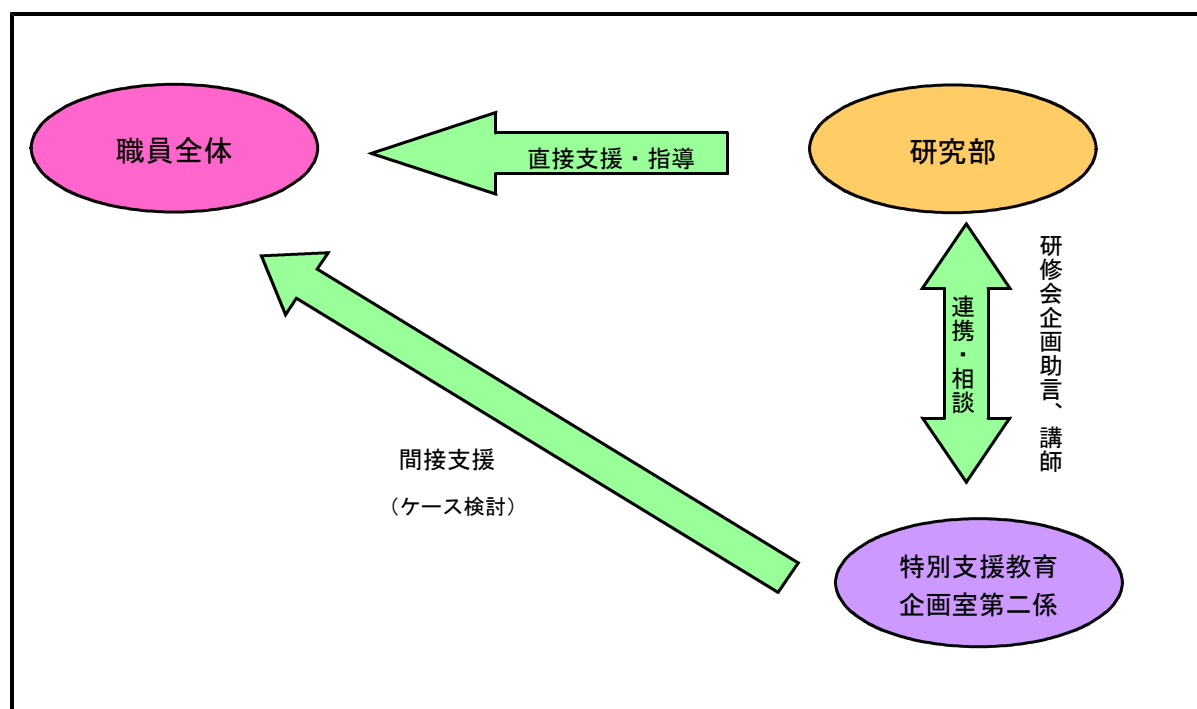 職員全体
直接支援・指導
研究部
連携・相談
研修会企画助言、講師
間接支援
（ケース検討）
特別支援教育
企画室第二係